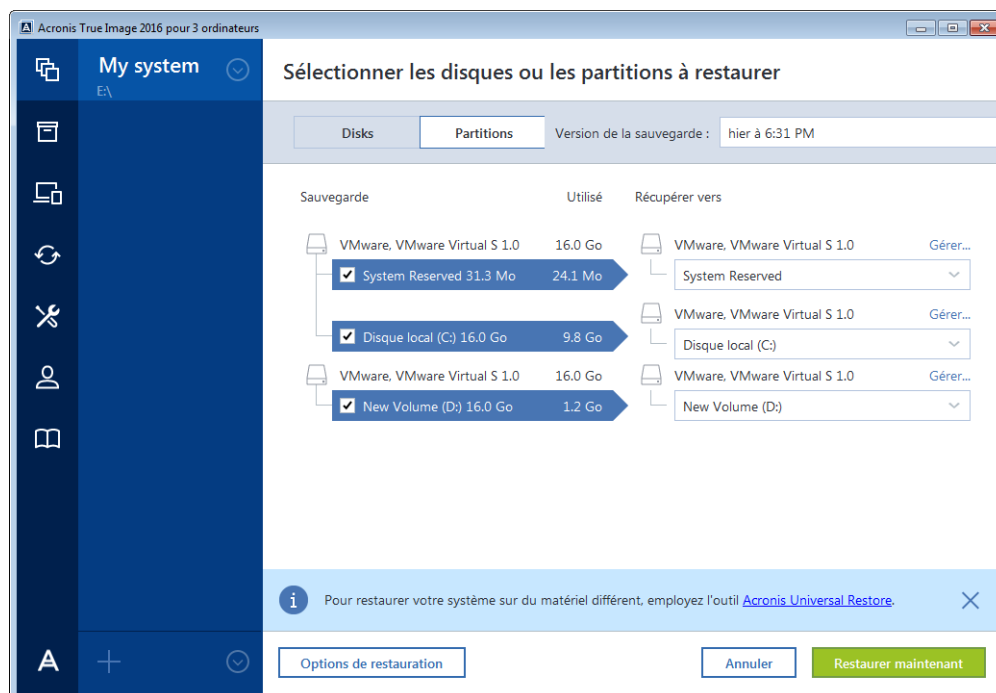 Acronis True Image 2016 pour 3 ordinateurs
My system
E:\
Sélectionner les disques ou les partitions à restaurer
Disks Partitions Version de la sauvegarde : hier à 6:31 PM
Sauvegarde Utilisé Récupérer vers
VMware, VMware Virtual S 1.0 16.0 Go VMware, VMware Virtual S 1.0 Gérer...
System Reserved 31.3 Mo 24.1 Mo System Reserved
VMware, VMware Virtual S 1.0 Gérer...
Disque local (C:) 16.0 Go 9.8 Go Disque local (C:)
VMware, VMware Virtual S 1.0 16.0 Go VMware, VMware Virtual S 1.0 Gérer...
New Volume (D:) 16.0 Go 1.2 Go New Volume (D:)
Pour restaurer votre système sur du matériel différent, employez l'outil Acronis Universal Restore.
Options de restauration Annuler Restaurer maintenant